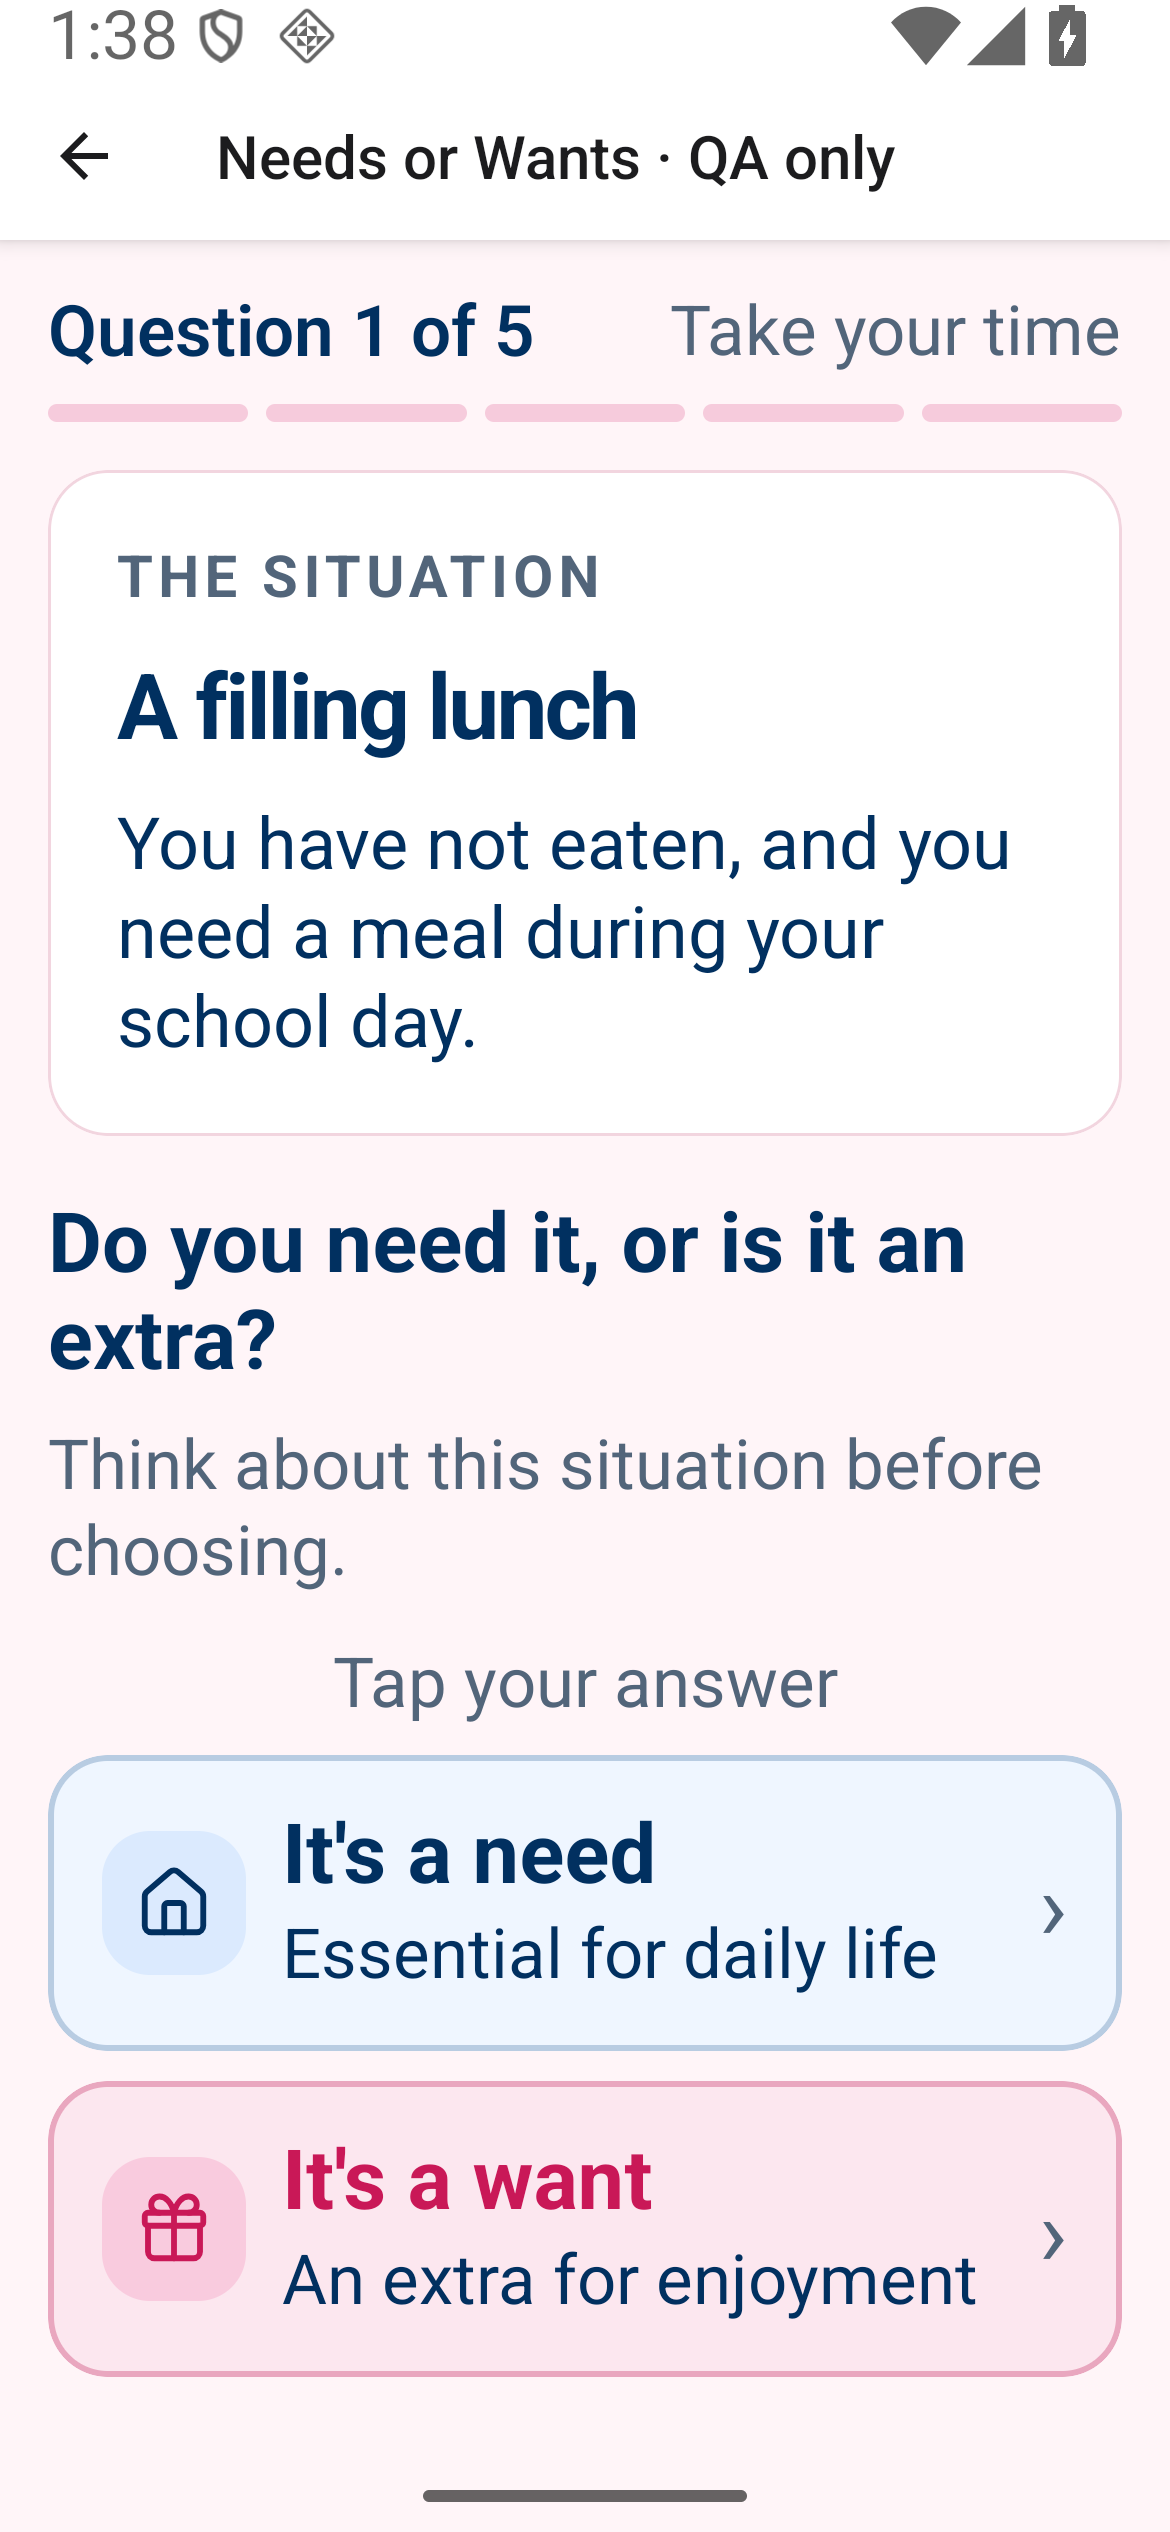 1:38
Needs or Wants · QA only
Question 1 of 5
Take your time
THE SITUATION
A filling lunch
You have not eaten, and you
need a meal during your
school day.
Do you need it, or is it an
extra?
Think about this situation before
choosing.
Tap your answer
It's a need
Essential for daily life
It's a want
An extra for enjoyment